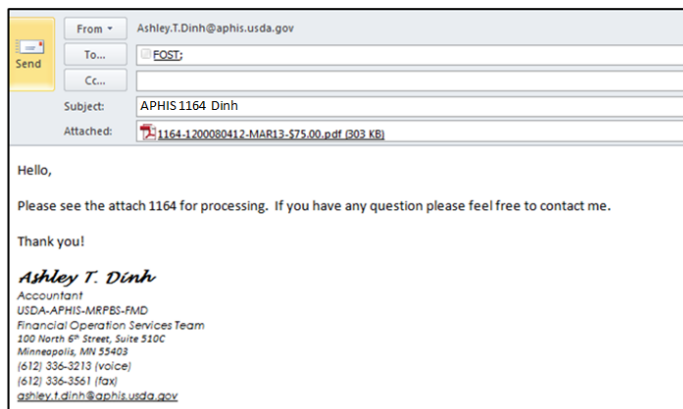 Send
From
Ashley.T.Dinh@aphis.usda.gov
To...
FOST;
Cc...
Subject:
APHIS 1164 Dinh
Attached:
1164-1200080412-MAR13-$75.00.pdf (303 KB)
Hello,
Please see the attach 1164 for processing. If you have any question please feel free to contact me.
Thank you!
Ashley T. Dinh
Accountant
USDA-APHIS-MRPBS-FMD
Financial Operation Services Team
100 North 6th Street, Suite 510C
Minneapolis, MN 55403
(612) 336-3213 (voice)
(612) 336-3561 (fax)
ashley.t.dinh@aphis.usda.gov